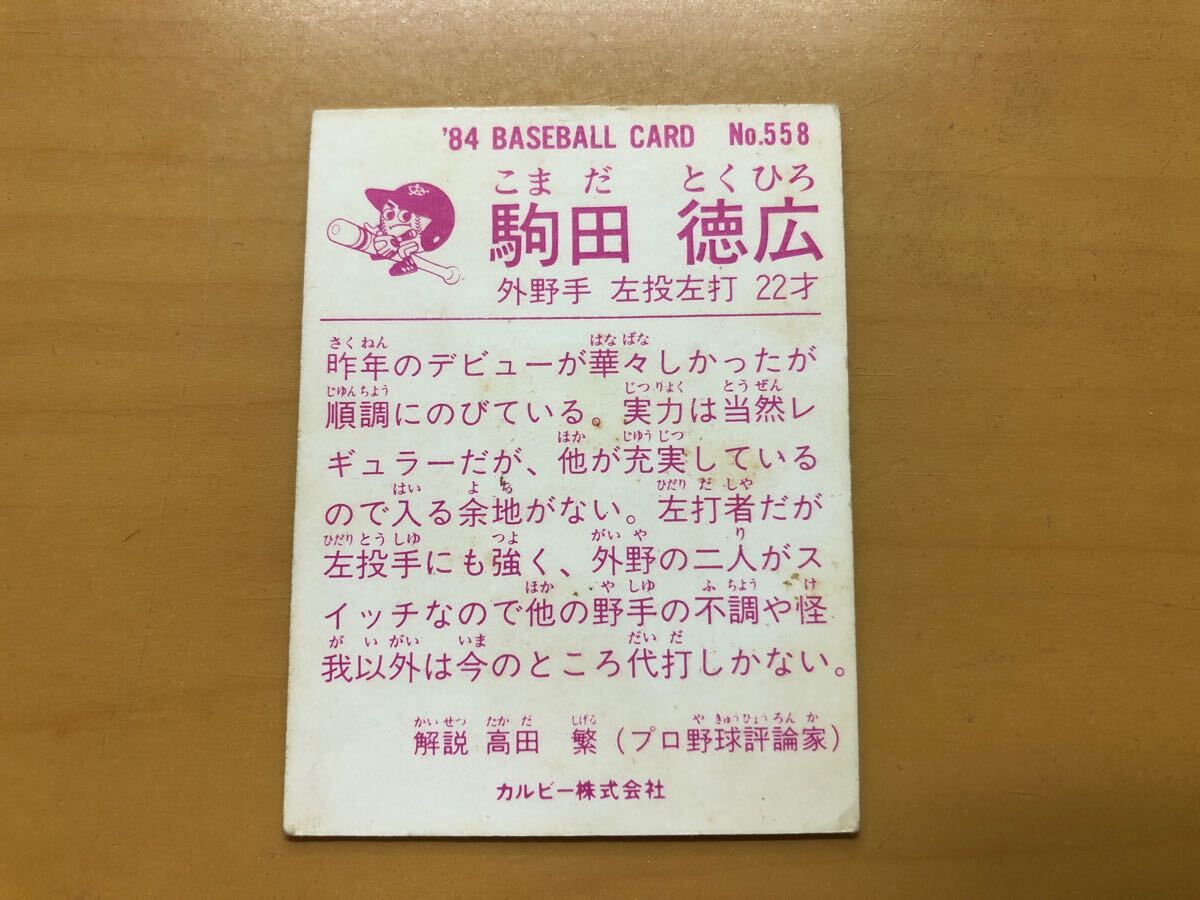 '84 BASEBALL CARD No.558
こまだ とくひろ
駒田 徳広
外野手 左投左打 22才
さくねん はなばな
昨年のデビューが華々しかったが
じゅんちょう じつりょく とうぜん
順調にのびている。実力は当然レ
ほか じゅうじつ
ギュラーだが、他が充実している
はい よち ひだりだしや
ので入る余地がない。左打者だが
ひだりとうしゆ つよ がいや り
左投手にも強く、外野の二人がス
ほか やしゆ ふちょう け
イッチなので他の野手の不調や怪
がいがい いま だいだ
我以外は今のところ代打しかない。
かいせつ たかだ しげる やきゅうひょうろんか
解説 高田 繁(プロ野球評論家)
カルビー株式会社